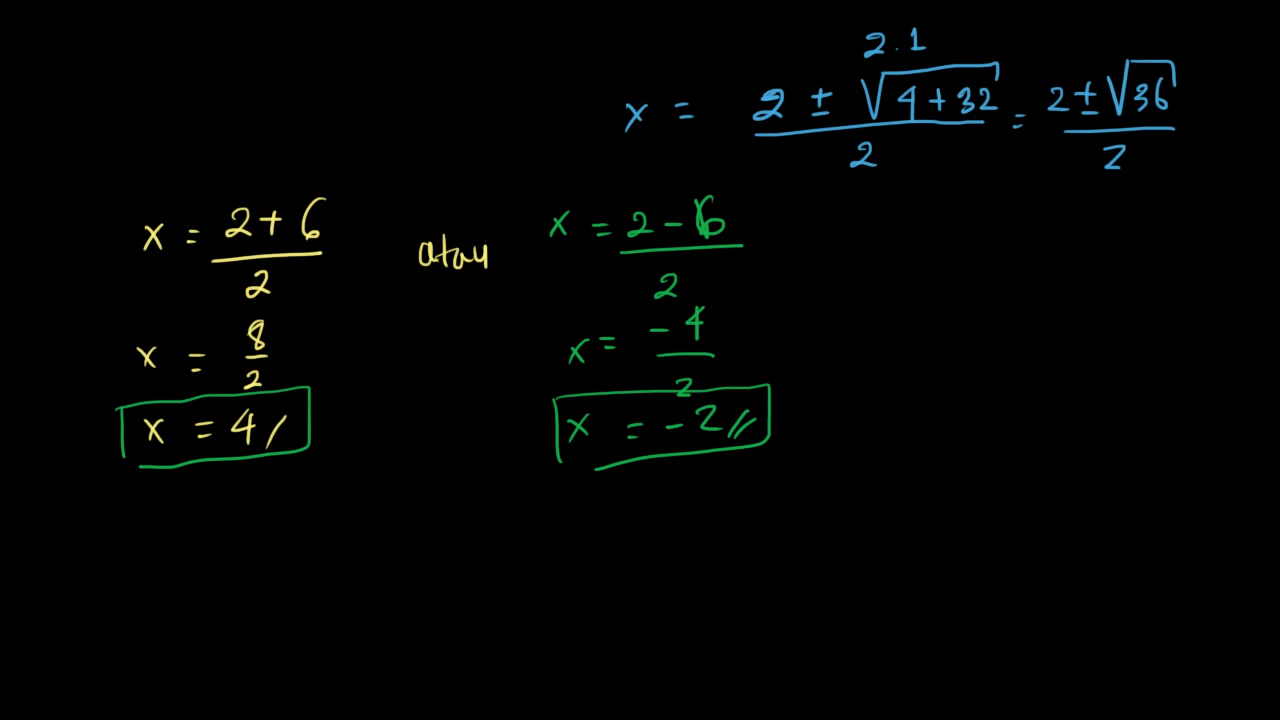 2.1
x = (2 ± √(4+32))/2 = (2 ± √36)/2
x = (2+6)/2 atau x = (2-6)/2
x = 8/2 x = -4/2
x = 4 x = -2